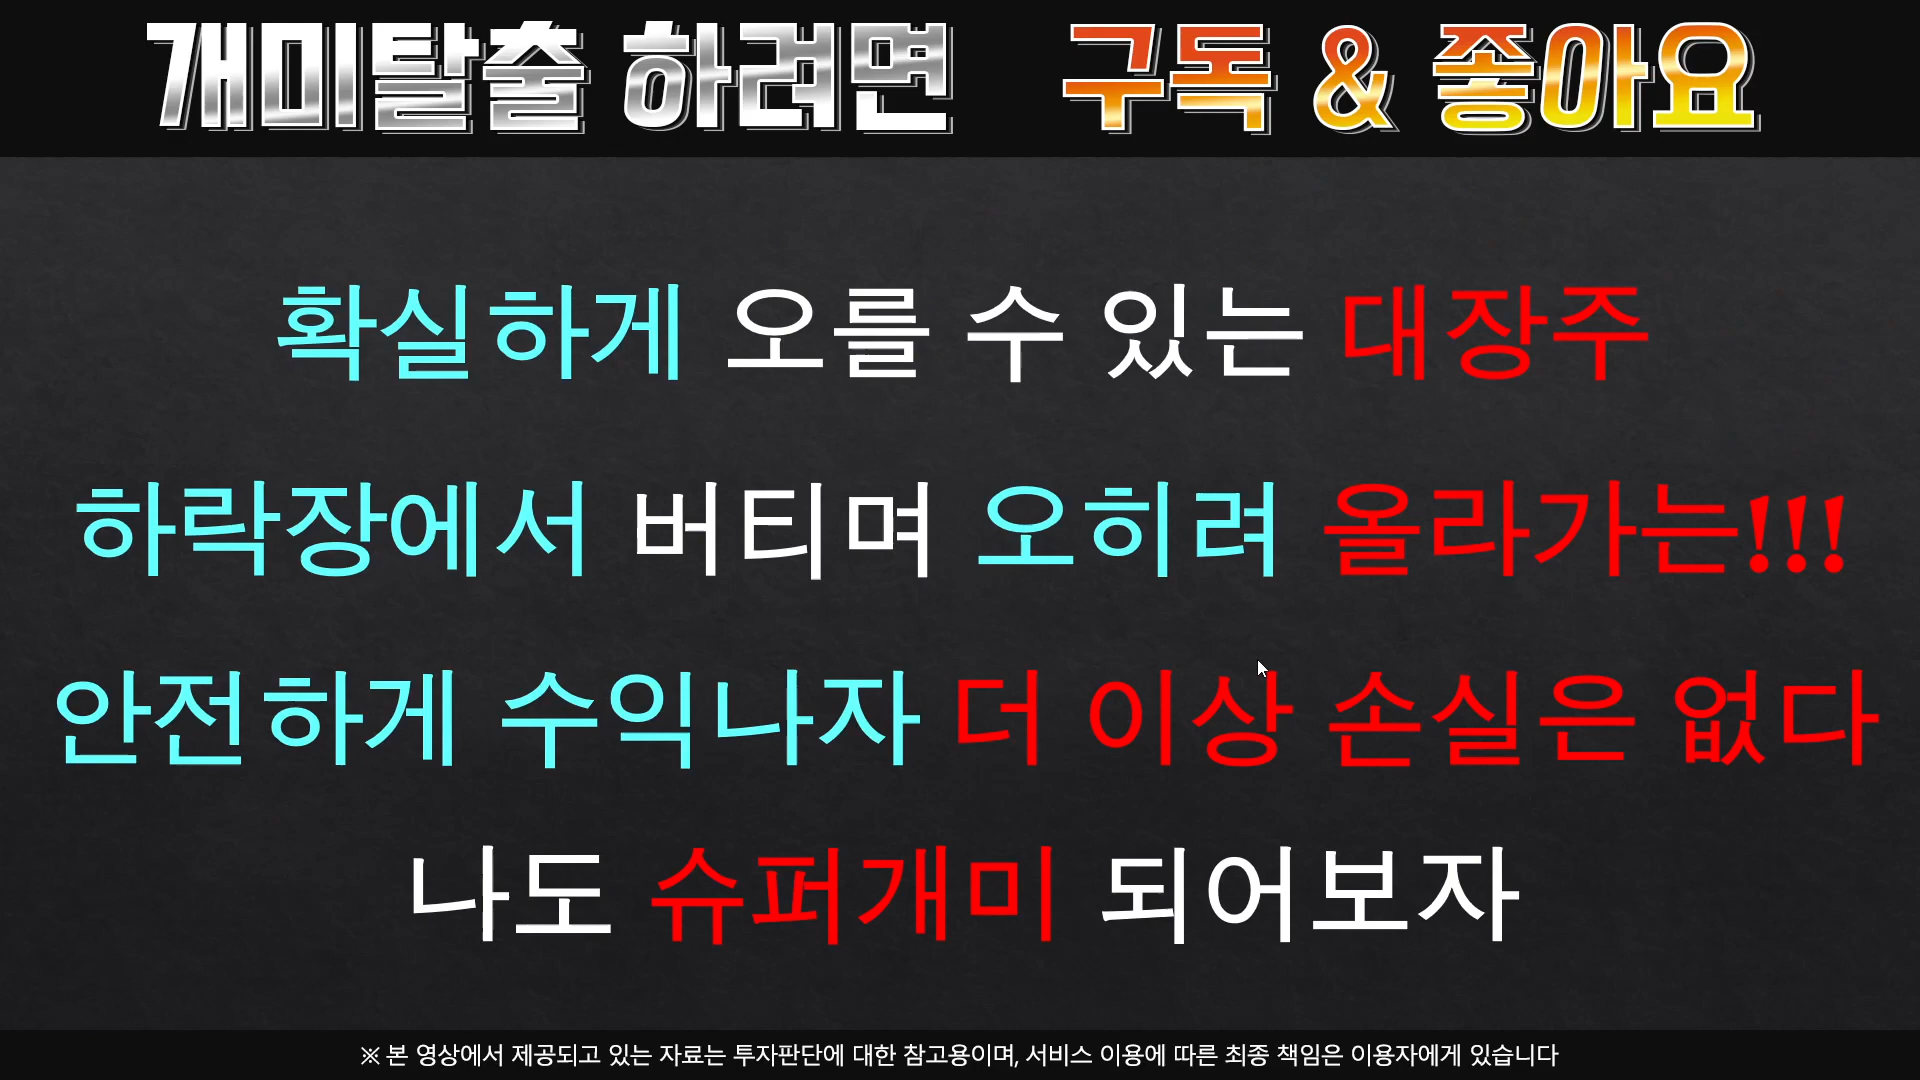 개미탈출 하려면 구독 & 좋아요
확실하게 오를 수 있는 대장주
하락장에서 버티며 오히려 올라가는!!!
안전하게 수익나자 더 이상 손실은 없다
나도 슈퍼개미 되어보자
※ 본 영상에서 제공되고 있는 자료는 투자판단에 대한 참고용이며, 서비스 이용에 따른 최종 책임은 이용자에게 있습니다